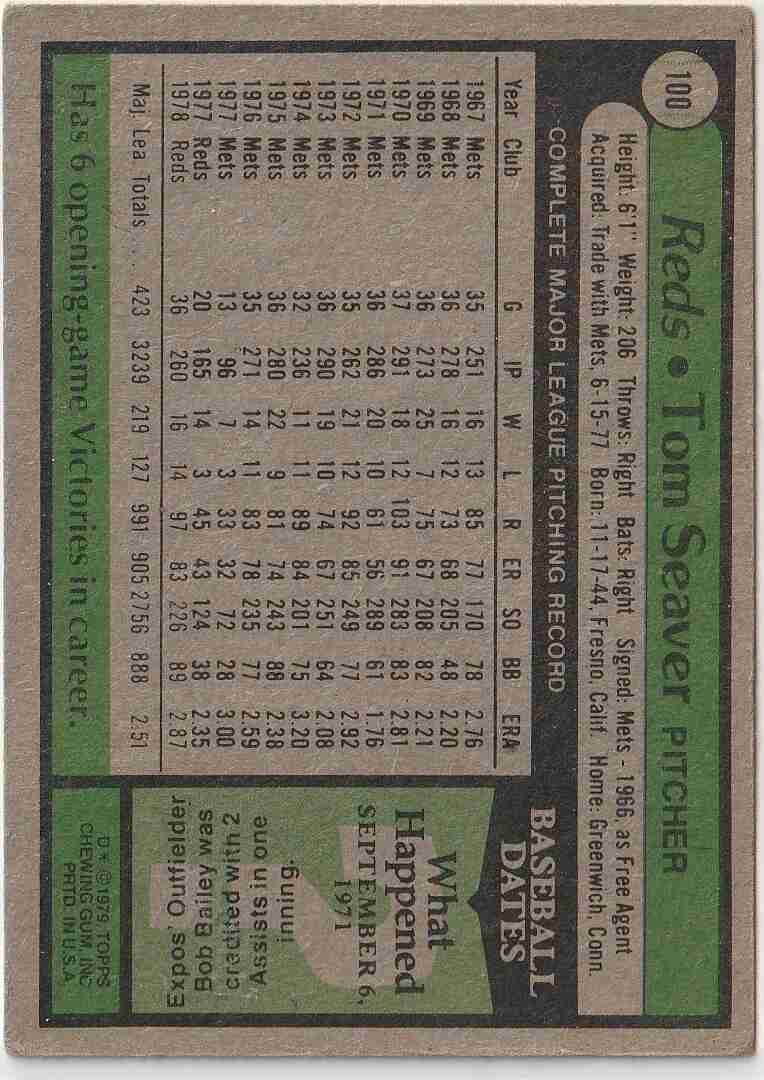 100
Reds • Tom Seaver PITCHER
Height: 6'1" Weight: 206 Throws: Right Bats: Right Signed: Mets - 1966, as Free Agent
Acquired: Trade with Mets, 6-15-77 Born: 11-17-44, Fresno, Calif. Home: Greenwich, Conn.
COMPLETE MAJOR LEAGUE PITCHING RECORD
Year Club G IP W L R ER SO BB ERA
1967 Mets 35 251 16 13 85 77 170 78 2.76
1968 Mets 36 278 16 12 73 68 205 48 2.20
1969 Mets 36 273 25 7 75 67 208 82 2.21
1970 Mets 37 291 18 12 103 91 283 83 2.81
1971 Mets 36 286 20 10 61 56 289 61 1.76
1972 Mets 35 262 21 12 92 85 249 77 2.92
1973 Mets 36 290 19 10 74 67 251 64 2.08
1974 Mets 32 236 11 11 89 84 201 75 3.20
1975 Mets 36 280 22 9 81 74 243 88 2.38
1976 Mets 35 271 14 11 83 78 235 77 2.59
1977 Mets 13 96 7 3 33 32 72 28 3.00
1977 Reds 20 165 14 3 45 43 124 38 2.35
1978 Reds 36 260 16 14 97 83 226 89 2.87
Maj. Lea Totals . . . 423 3239 219 127 991 905 2756 888 2.51
Has 6 opening-game Victories in career.
BASEBALL
DATES
What
Happened
SEPTEMBER 6,
1971
Expos' Outfielder
Bob Bailey was
credited with 2
Assists in one
inning.
D* © 1979 TOPPS
CHEWING GUM, INC
PRTD. IN U.S.A.